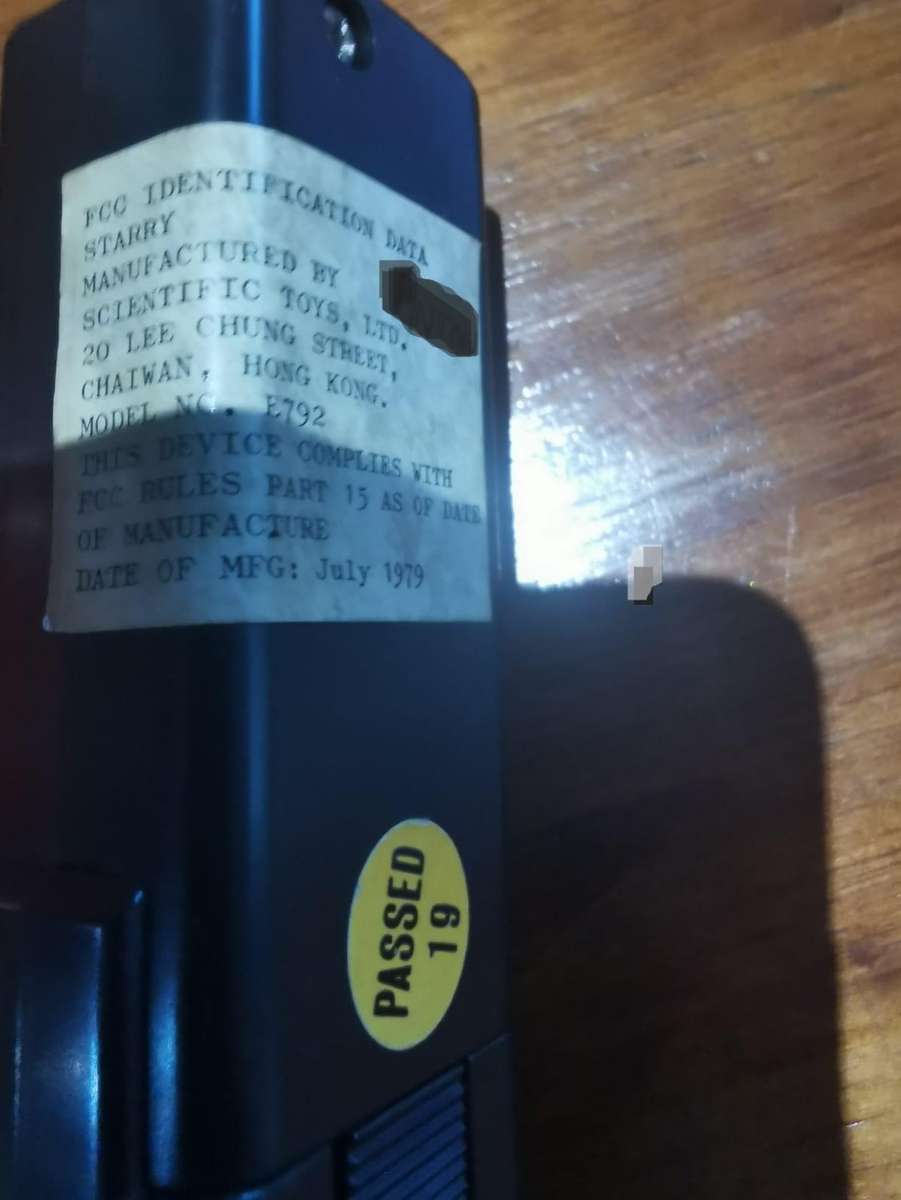 FCC IDENTIFICATION DATA
STARRY
MANUFACTURED BY
SCIENTIFIC TOYS, LTD.
20 LEE CHUNG STREET,
CHAIWAN, HONG KONG.
MODEL NO. E792
THIS DEVICE COMPLIES WITH
FCC RULES PART 15 AS OF DATE
OF MANUFACTURE
DATE OF MFG: July 1979
PASSED
19